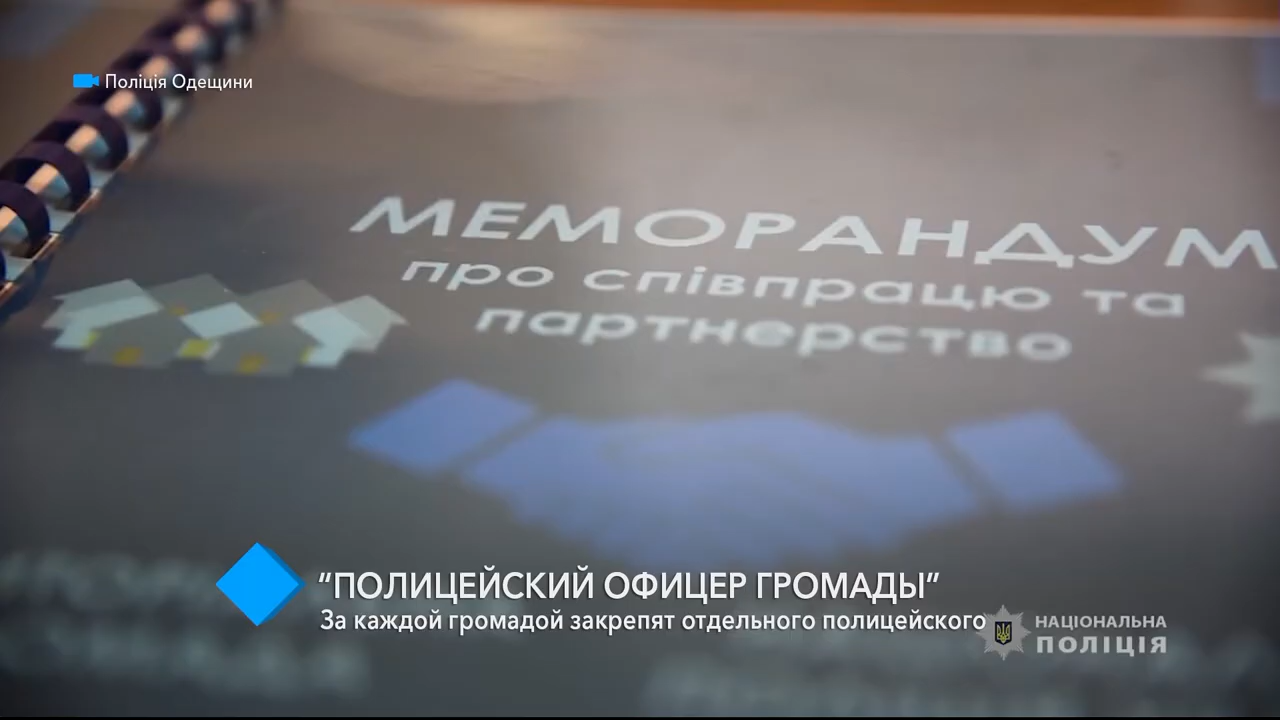 Поліція Одещини
МЕМОРАНДУМ
про співпрацю та
партнерство
“ПОЛИЦЕЙСКИЙ ОФИЦЕР ГРОМАДЫ”
За каждой громадой закрепят отдельного полицейского
НАЦІОНАЛЬНА
ПОЛІЦІЯ